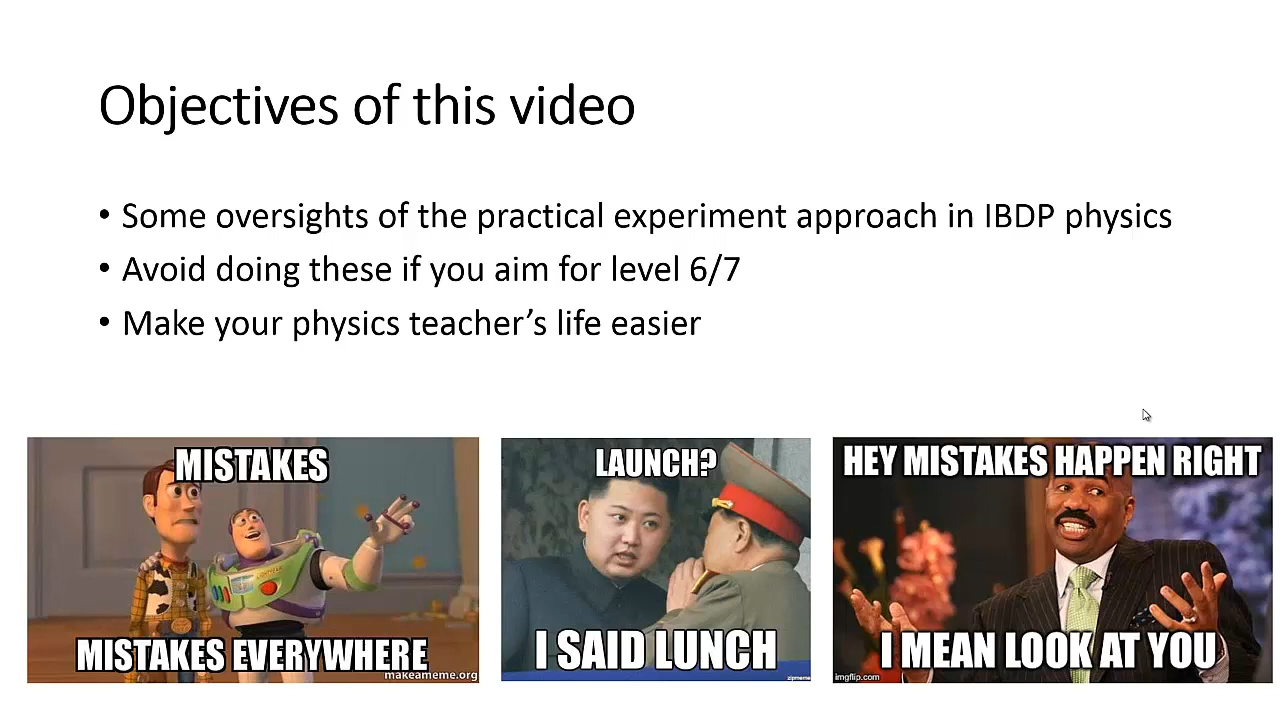 Objectives of this video
• Some oversights of the practical experiment approach in IBDP physics
• Avoid doing these if you aim for level 6/7
• Make your physics teacher’s life easier
MISTAKES
MISTAKES EVERYWHERE
makeameme.org
LAUNCH?
I SAID LUNCH
zipmeme
HEY MISTAKES HAPPEN RIGHT
I MEAN LOOK AT YOU
imgflip.com